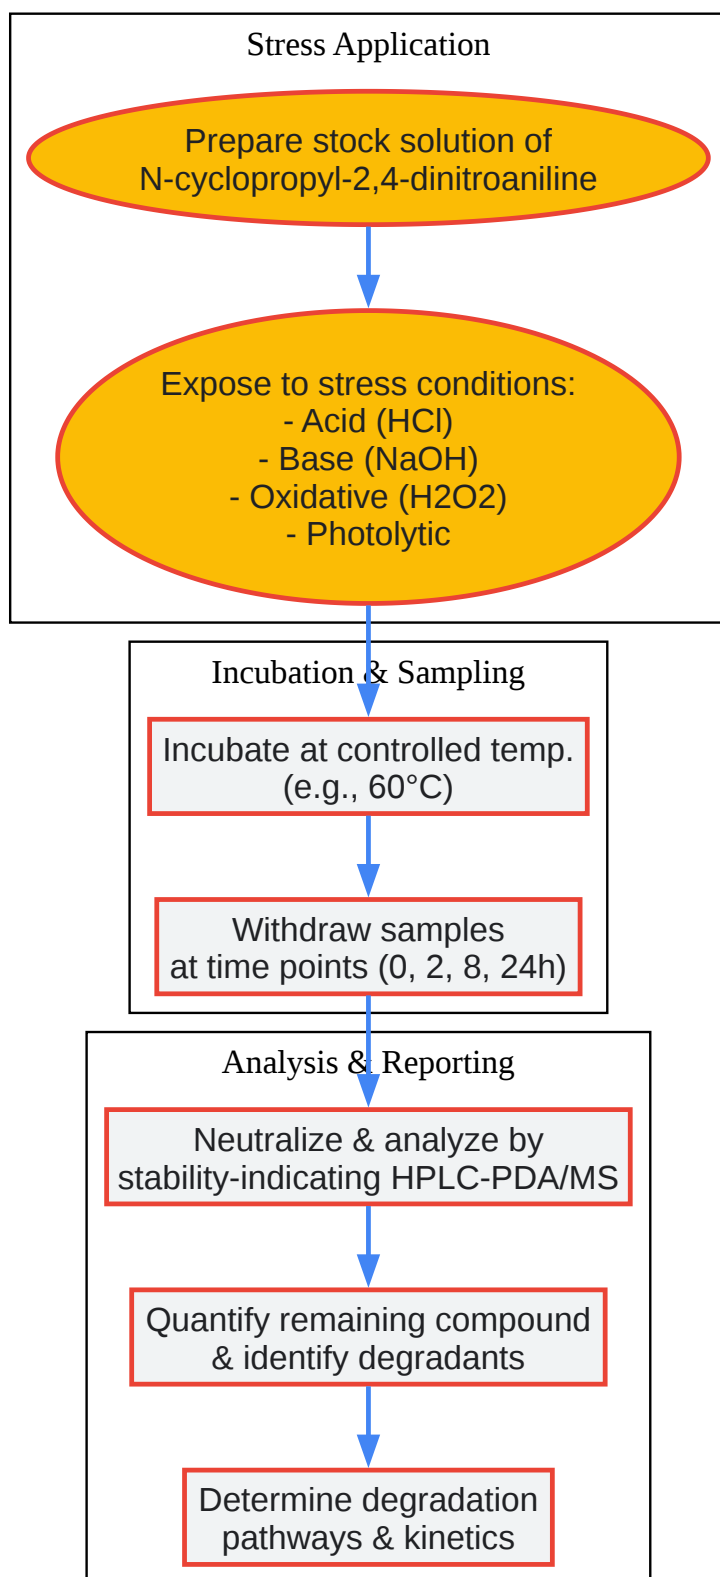 Stress Application
Prepare stock solution of
N-cyclopropyl-2,4-dinitroaniline
Expose to stress conditions:
- Acid (HCl)
- Base (NaOH)
- Oxidative (H2O2)
- Photolytic
Incubation & Sampling
Incubate at controlled temp.
(e.g., 60°C)
Withdraw samples
at time points (0, 2, 8, 24h)
Analysis & Reporting
Neutralize & analyze by
stability-indicating HPLC-PDA/MS
Quantify remaining compound
& identify degradants
Determine degradation
pathways & kinetics